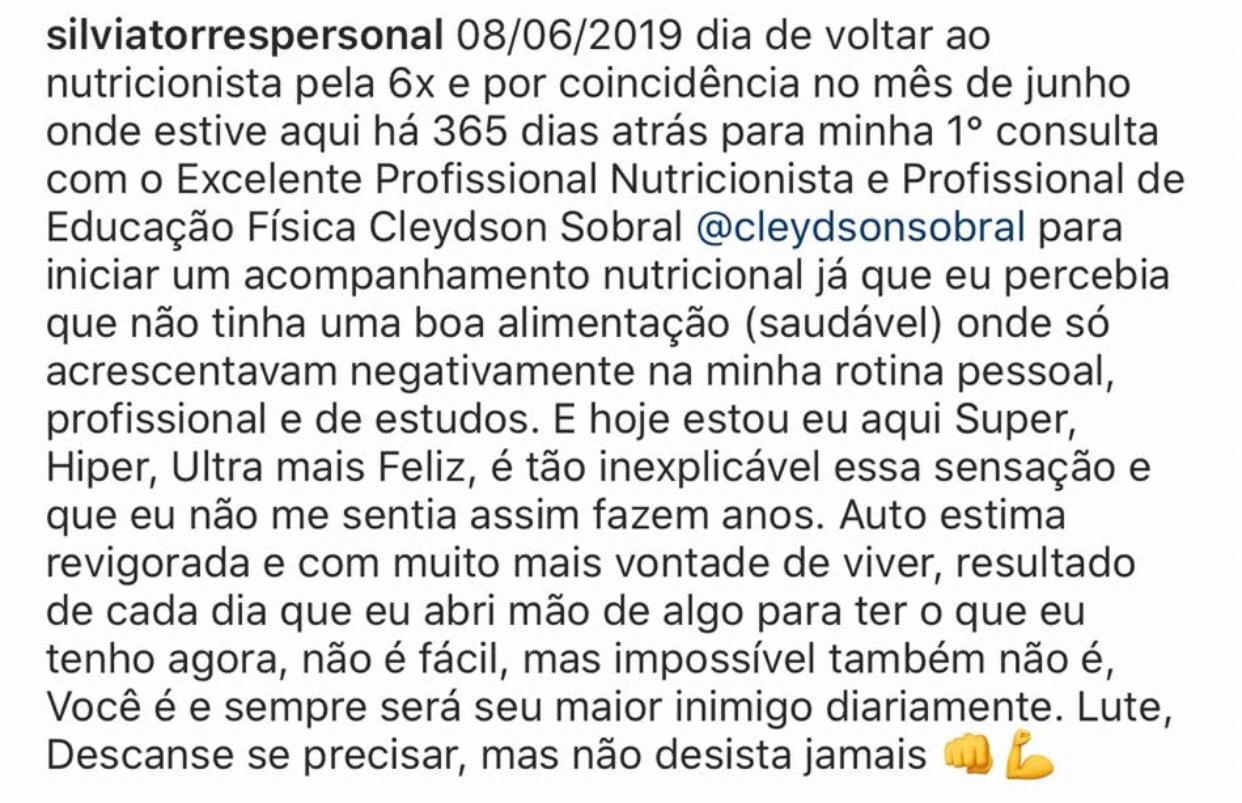 silviatorrespersonal 08/06/2019 dia de voltar ao
nutricionista pela 6x e por coincidência no mês de junho
onde estive aqui há 365 dias atrás para minha 1° consulta
com o Excelente Profissional Nutricionista e Profissional de
Educação Física Cleydson Sobral @cleydsonsobral para
iniciar um acompanhamento nutricional já que eu percebia
que não tinha uma boa alimentação (saudável) onde só
acrescentavam negativamente na minha rotina pessoal,
profissional e de estudos. E hoje estou eu aqui Super,
Hiper, Ultra mais Feliz, é tão inexplicável essa sensação e
que eu não me sentia assim fazem anos. Auto estima
revigorada e com muito mais vontade de viver, resultado
de cada dia que eu abri mão de algo para ter o que eu
tenho agora, não é fácil, mas impossível também não é,
Você é e sempre será seu maior inimigo diariamente. Lute,
Descanse se precisar, mas não desista jamais 👊💪